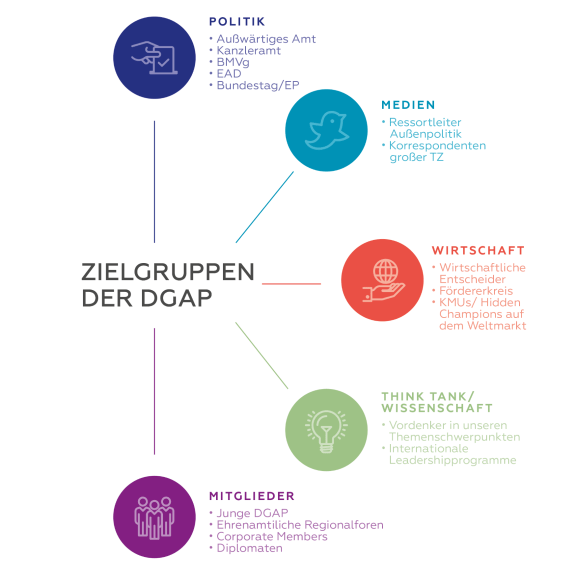 POLITIK
• Außwärtiges Amt
• Kanzleramt
• BMVg
• EAD
• Bundestag/EP
MEDIEN
• Ressortleiter
Außenpolitik
• Korrespondenten
großer TZ
ZIELGRUPPEN
DER DGAP
WIRTSCHAFT
• Wirtschaftliche
Entscheider
• Fördererkreis
• KMUs/ Hidden
Champions auf
dem Weltmarkt
THINK TANK/
WISSENSCHAFT
• Vordenker in unseren
Themenschwerpunkten
• Internationale
Leadershipprogramme
MITGLIEDER
• Junge DGAP
• Ehrenamtiliche Regionalforen
• Corporate Members
• Diplomaten